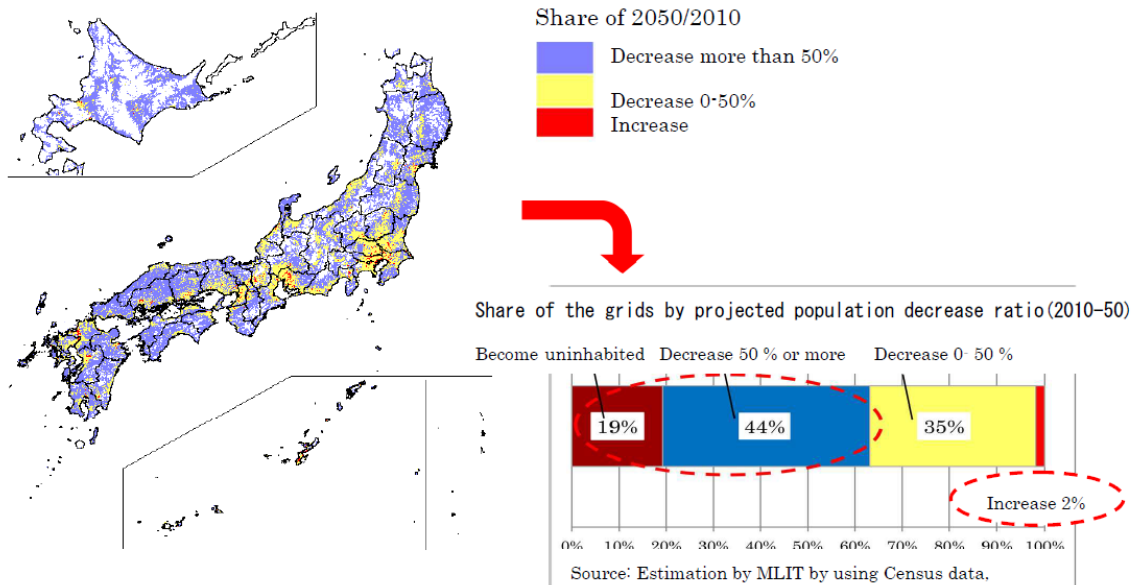 Share of 2050/2010
Decrease more than 50%
Decrease 0-50%
Increase
Share of the grids by projected population decrease ratio(2010-50)
Become uninhabited Decrease 50 % or more Decrease 0- 50 %
19% 44% 35%
Increase 2%
0% 10% 20% 30% 40% 50% 60% 70% 80% 90% 100%
Source: Estimation by MLIT by using Census data,